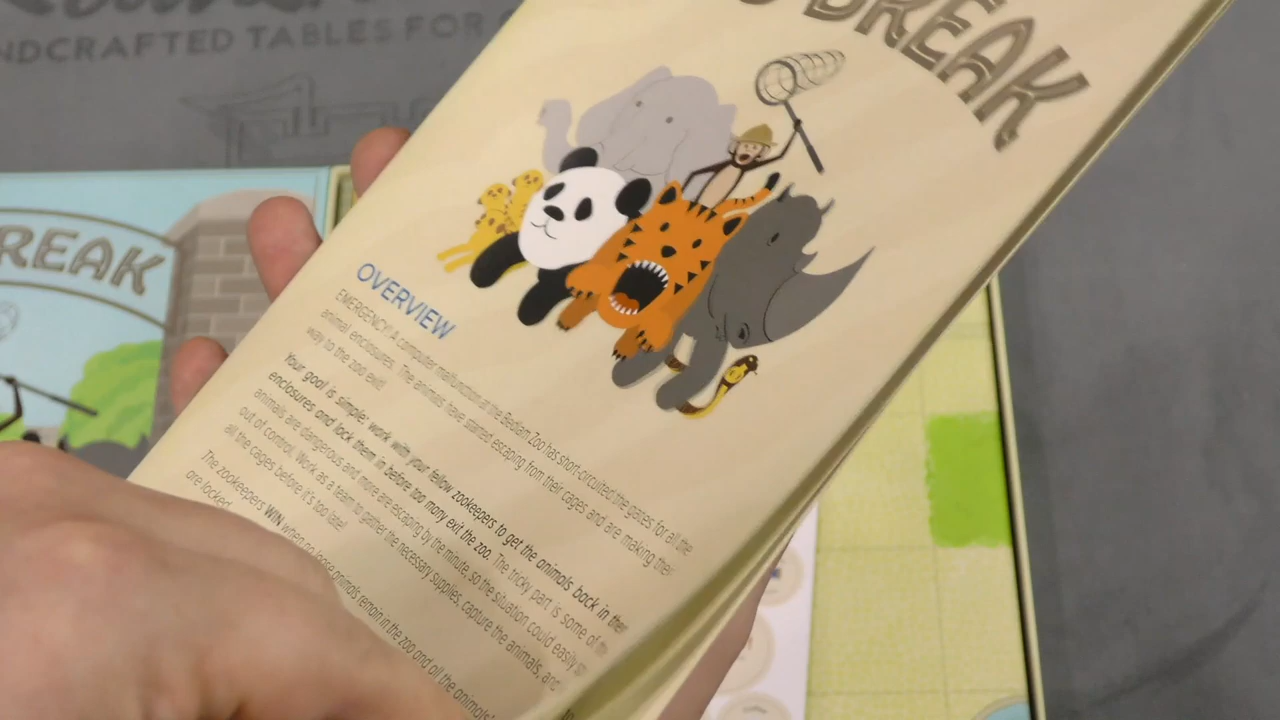 NDCRAFTED TABLES FOR
BREAK
REAK
OVERVIEW
EMERGENCY! A computer malfunction at the Bedlam Zoo has short-circuited the gates for all the
animal enclosures. The animals have started escaping from their cages and are making their
way to the zoo exit!
Your goal is simple: work with your fellow zookeepers to get the animals back in their
enclosures and lock them in before too many exit the zoo. The tricky part is some of
animals are dangerous and more are escaping by the minute, so the situation could easily
out of control. Work as a team to gather the necessary supplies, capture the animals, and
all the cages before it's too late!
The zookeepers WIN when no loose animals remain in the zoo and all the animals'
are locked